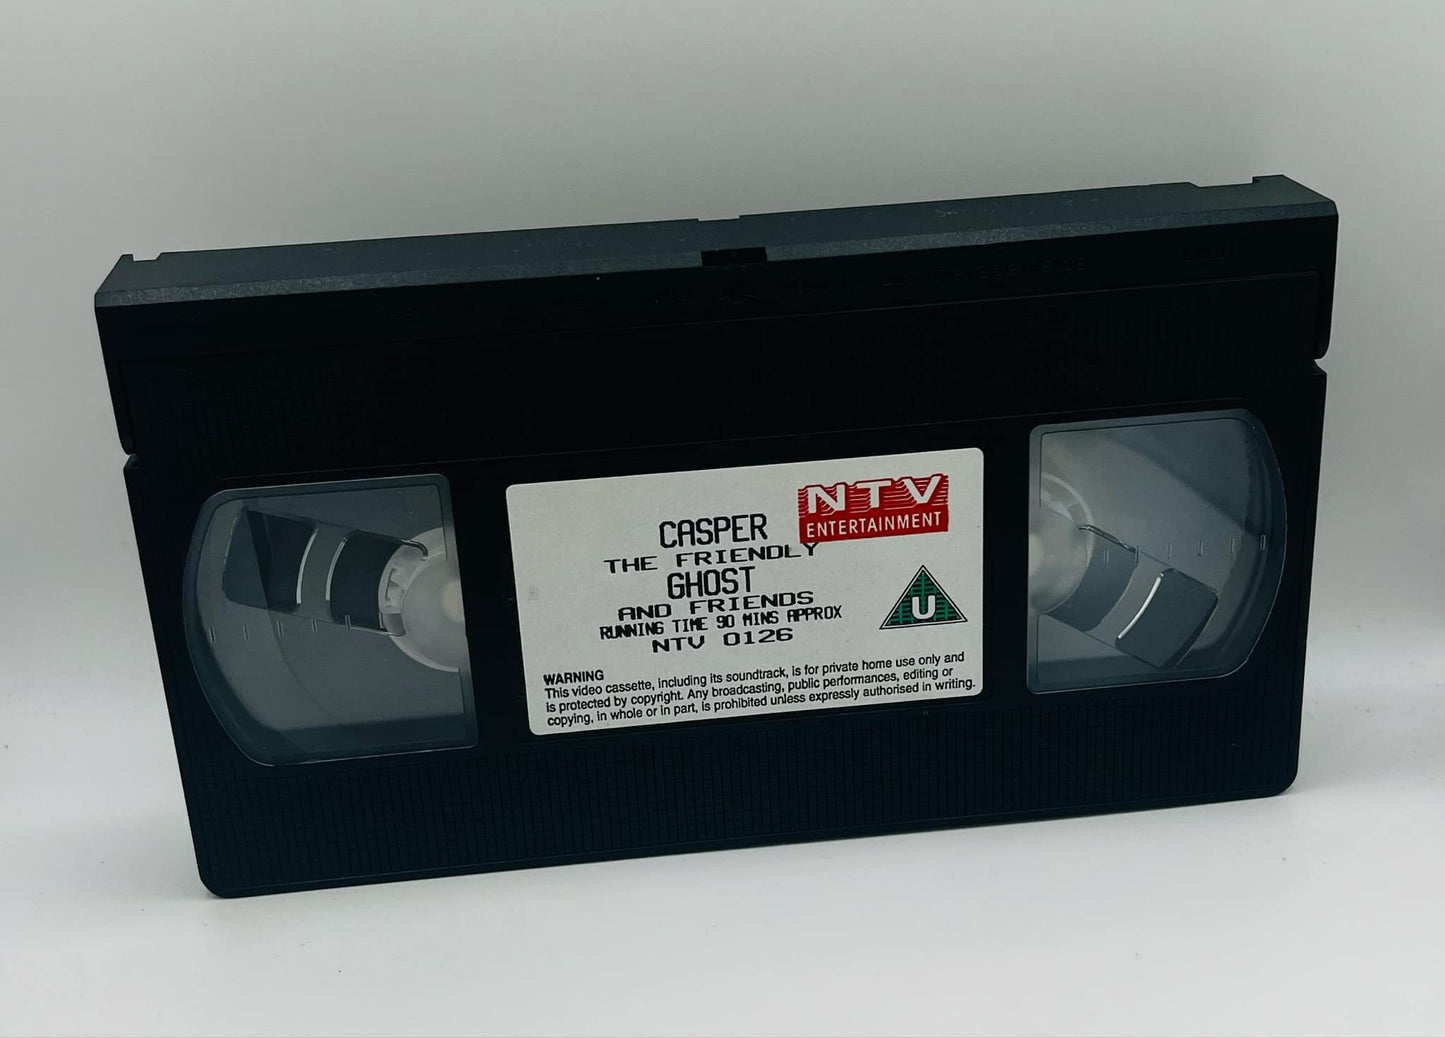 NTV
ENTERTAINMENT
CASPER
THE FRIENDLY
GHOST
AND FRIENDS
RUNNING TIME 90 MINS APPROX
NTV 0126
U
WARNING
This video cassette, including its soundtrack, is for private home use only and
is protected by copyright. Any broadcasting, public performances, editing or
copying, in whole or in part, is prohibited unless expressly authorised in writing.